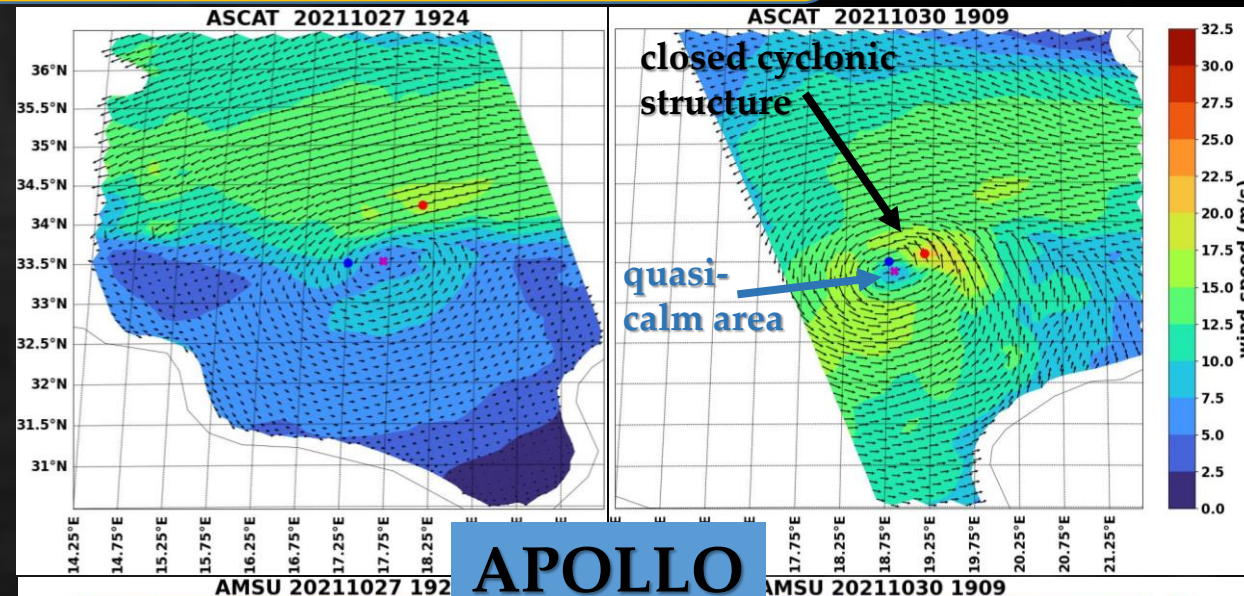 ASCAT 20211027 1924
36°N
35.5°N
35°N
34.5°N
34°N
33.5°N
33°N
32.5°N
32°N
31.5°N
31°N
14.25°E
14.75°E
15.25°E
15.75°E
16.25°E
16.75°E
17.25°E
17.75°E
18.25°E
ASCAT 20211030 1909
closed cyclonic
structure
quasi-
calm area
17.75°E
18.25°E
18.75°E
19.25°E
19.75°E
20.25°E
20.75°E
21.25°E
32.5
30.0
27.5
25.0
22.5
20.0
17.5
15.0
12.5
10.0
7.5
5.0
2.5
0.0
wind speed (m/s)
APOLLO
AMSU 20211027 192
AMSU 20211030 1909